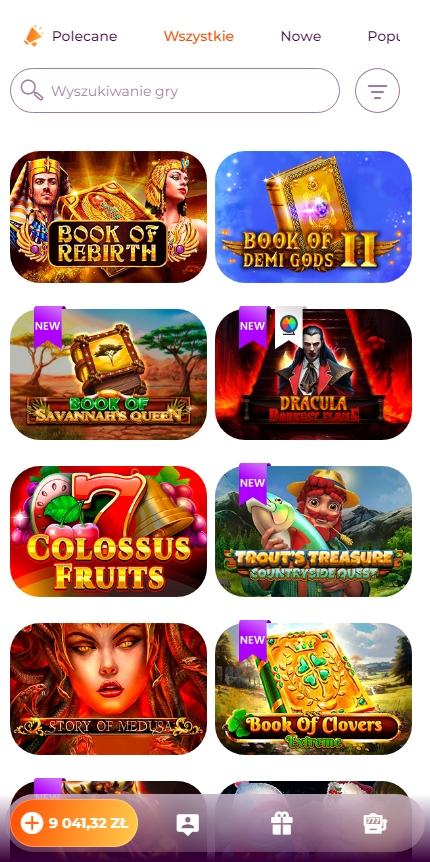 Polecane Wszystkie Nowe Popu
Wyszukiwanie gry
BOOK OF
REBIRTH
BOOK OF
DEMI GODS II
NEW
BOOK OF
SAVANNAH'S QUEEN
NEW
DRACULA
DARKEST FLAME
COLOSSUS
FRUITS
NEW
TROUT'S TREASURE
COUNTRYSIDE QUEST
STORY OF MEDUSA
NEW
Book Of Clovers
Extreme
NEW
9 041,32 ZŁ
777